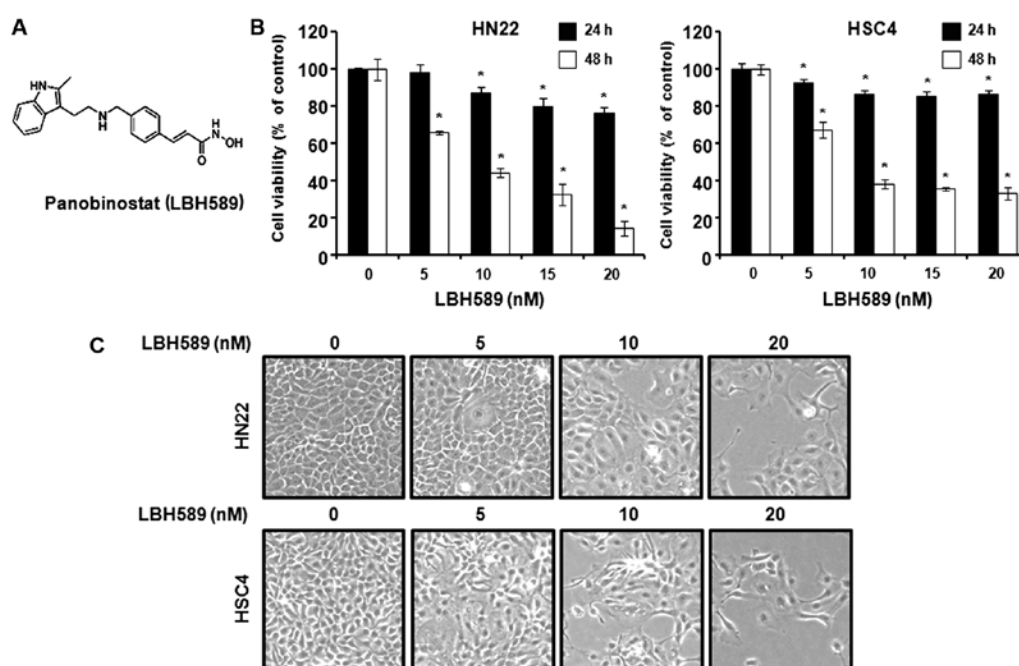 A
HN
N
H
O
H
N
OH
Panobinostat (LBH589)
B
HN22
24 h
48 h
Cell viability (% of control)
120
100
80
60
40
20
0
* * * * * * *
0 5 10 15 20
LBH589 (nM)
HSC4
24 h
48 h
Cell viability (% of control)
120
100
80
60
40
20
0
* * * * * * * *
0 5 10 15 20
LBH589 (nM)
C
LBH589 (nM) 0 5 10 20
HN22
LBH589 (nM) 0 5 10 20
HSC4